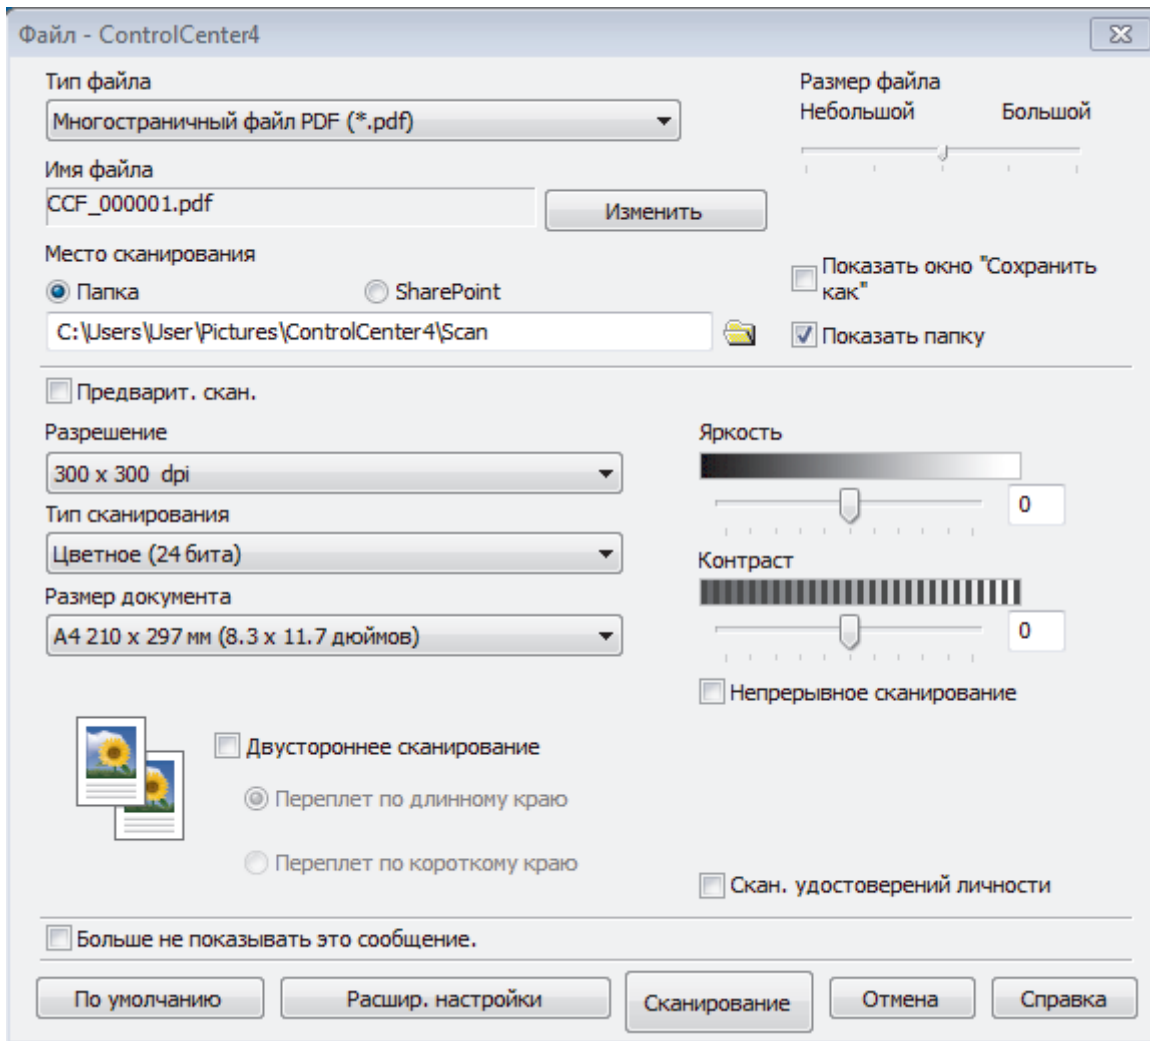 Файл - ControlCenter4
Тип файла
Многостраничный файл PDF (*.pdf)
Размер файла
Небольшой Большой
Имя файла
CCF_000001.pdf
Изменить
Место сканирования
Папка SharePoint
C:\Users\User\Pictures\ControlCenter4\Scan
Показать окно "Сохранить
как"
Показать папку
Предварит. скан.
Разрешение
300 x 300 dpi
Тип сканирования
Цветное (24 бита)
Размер документа
A4 210 x 297 мм (8.3 x 11.7 дюймов)
Яркость
0
Контраст
0
Непрерывное сканирование
Двустороннее сканирование
Переплет по длинному краю
Переплет по короткому краю
Скан. удостоверений личности
Больше не показывать это сообщение.
По умолчанию Расшир. настройки Сканирование Отмена Справка